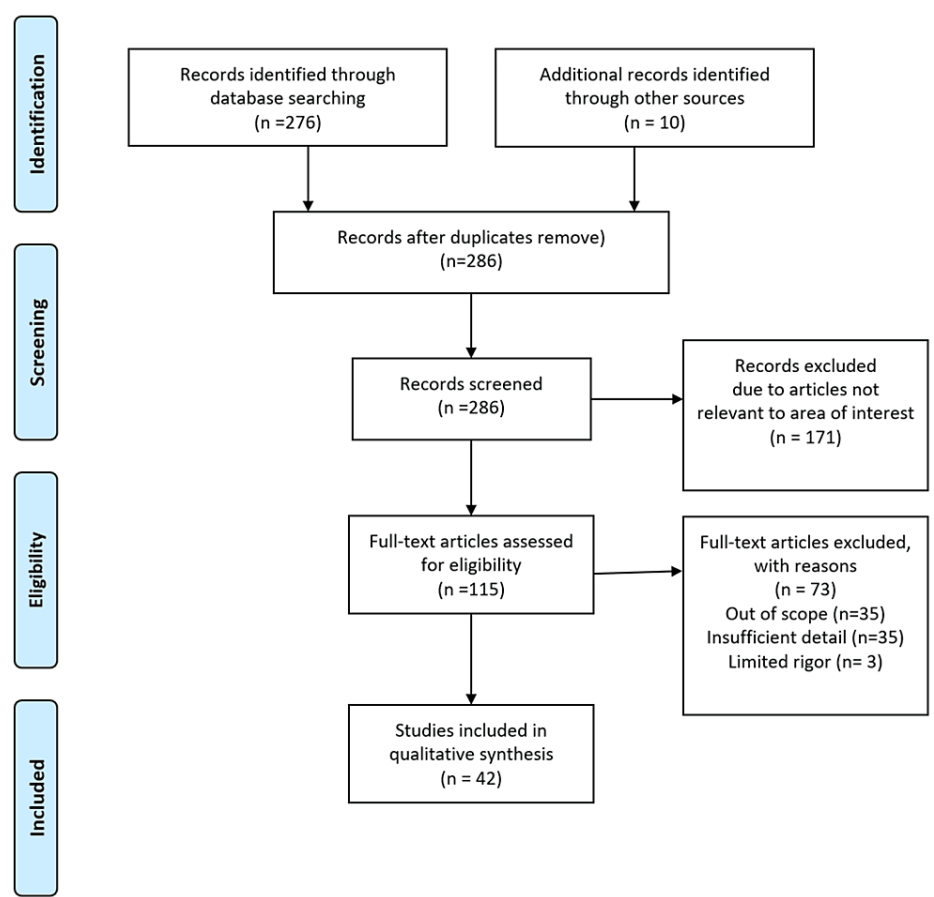 Identification
Records identified through
database searching
(n =276)
Additional records identified
through other sources
(n = 10)
Records after duplicates remove)
(n=286)
Screening
Records screened
(n =286)
Records excluded
due to articles not
relevant to area of interest
(n = 171)
Eligibility
Full-text articles assessed
for eligibility
(n =115)
Full-text articles excluded,
with reasons
(n = 73)
Out of scope (n=35)
Insufficient detail (n=35)
Limited rigor (n= 3)
Included
Studies included in
qualitative synthesis
(n = 42)